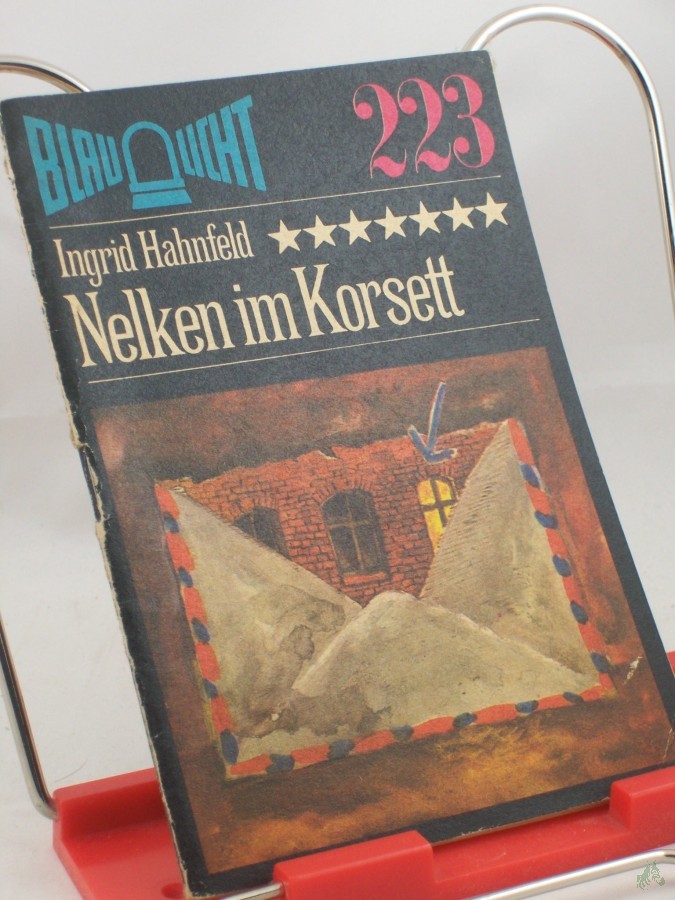 BLAULICHT
223
Ingrid Hahnfeld ★★★★★★★
Nelken im Korsett